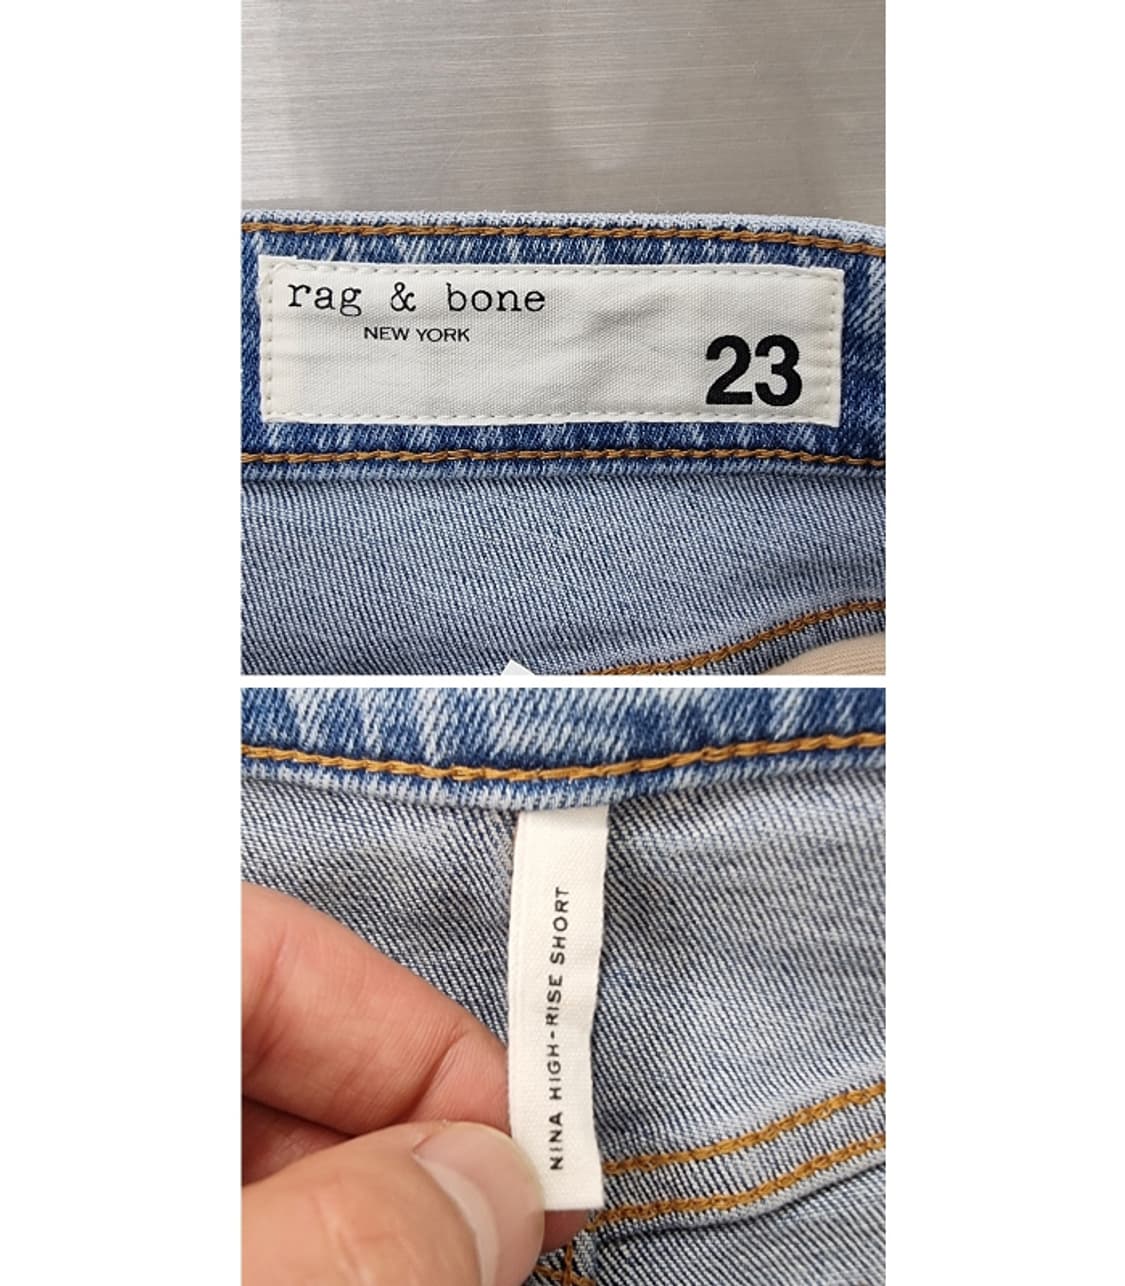 rag & bone
NEW YORK
23
NINA HIGH-RISE SHORT